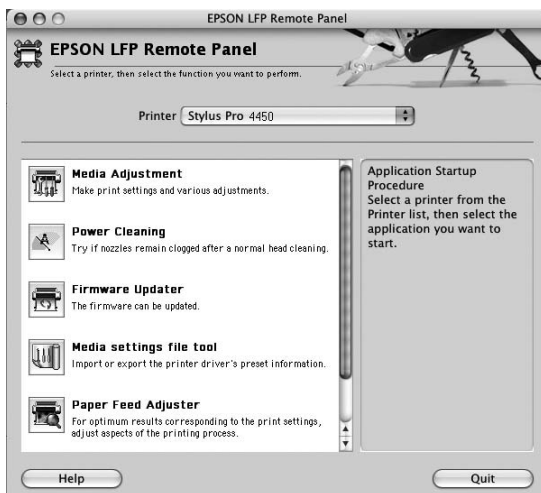 EPSON LFP Remote Panel
EPSON LFP Remote Panel
Select a printer, then select the function you want to perform.
Printer Stylus Pro 4450
Media Adjustment
Make print settings and various adjustments.
Power Cleaning
Try if nozzles remain clogged after a normal head cleaning.
Firmware Updater
The firmware can be updated.
Media settings file tool
Import or export the printer driver's preset information.
Paper Feed Adjuster
For optimum results corresponding to the print settings,
adjust aspects of the printing process.
Application Startup
Procedure
Select a printer from the
Printer list, then select the
application you want to
start.
Help
Quit